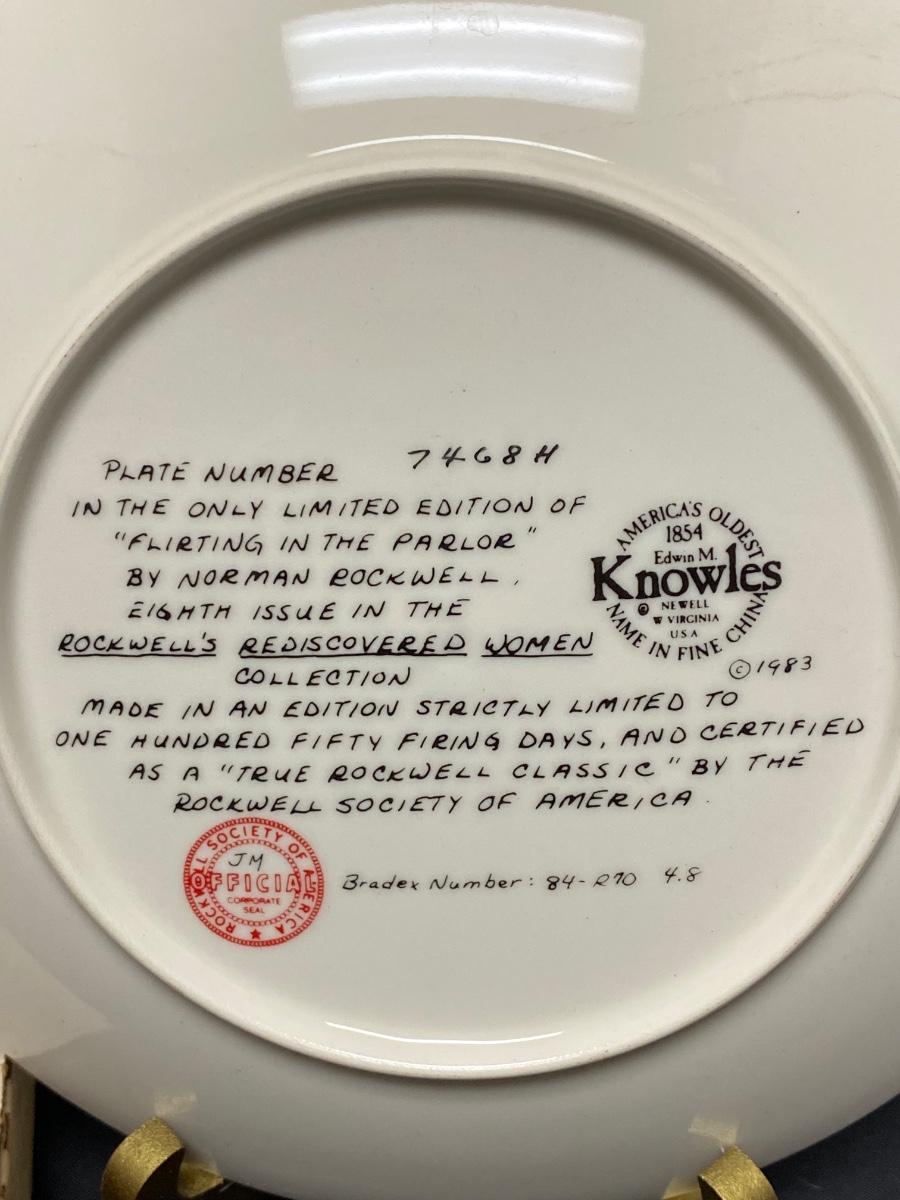 PLATE NUMBER 7468H
IN THE ONLY LIMITED EDITION OF
"FLIRTING IN THE PARLOR"
BY NORMAN ROCKWELL,
EIGHTH ISSUE IN THE
ROCKWELL'S REDISCOVERED WOMEN
COLLECTION
MADE IN AN EDITION STRICTLY LIMITED TO
ONE HUNDRED FIFTY FIRING DAYS, AND CERTIFIED
AS A "TRUE ROCKWELL CLASSIC" BY THE
ROCKWELL SOCIETY OF AMERICA.
AMERICA'S OLDEST
1854
Edwin M.
Knowles
© NEWELL
W VIRGINIA
USA
NAME IN FINE CHINA
© 1983
ROCKWELL SOCIETY OF AMERICA
JM
OFFICIAL
CORPORATE
SEAL
Bradex Number: 84-R70 4.8